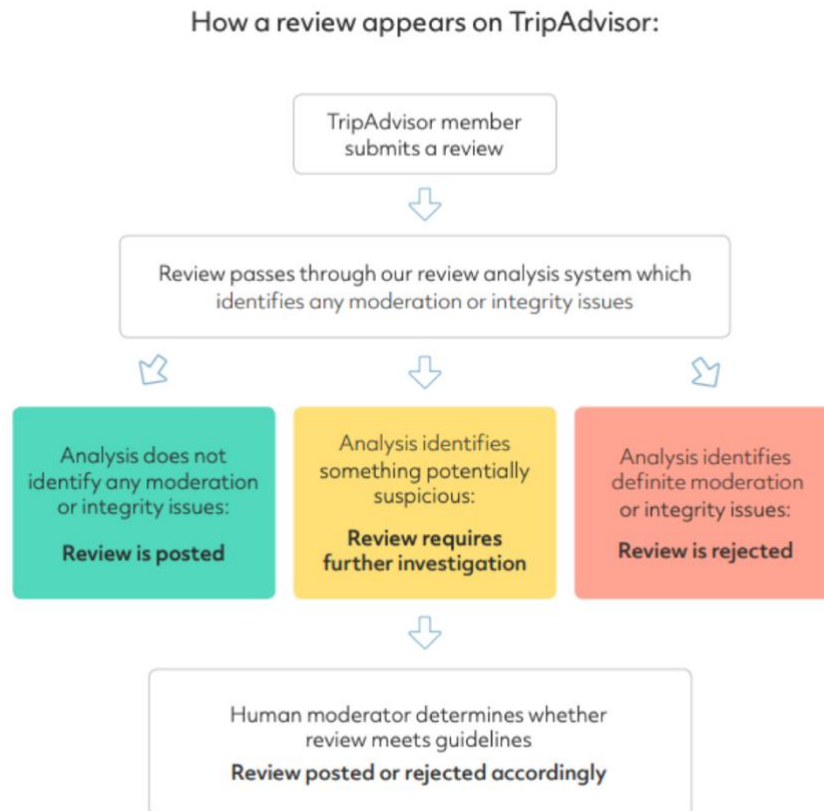 How a review appears on TripAdvisor:
TripAdvisor member
submits a review
Review passes through our review analysis system which
identifies any moderation or integrity issues
Analysis does not
identify any moderation
or integrity issues:
Review is posted
Analysis identifies
something potentially
suspicious:
Review requires
further investigation
Analysis identifies
definite moderation
or integrity issues:
Review is rejected
Human moderator determines whether
review meets guidelines
Review posted or rejected accordingly